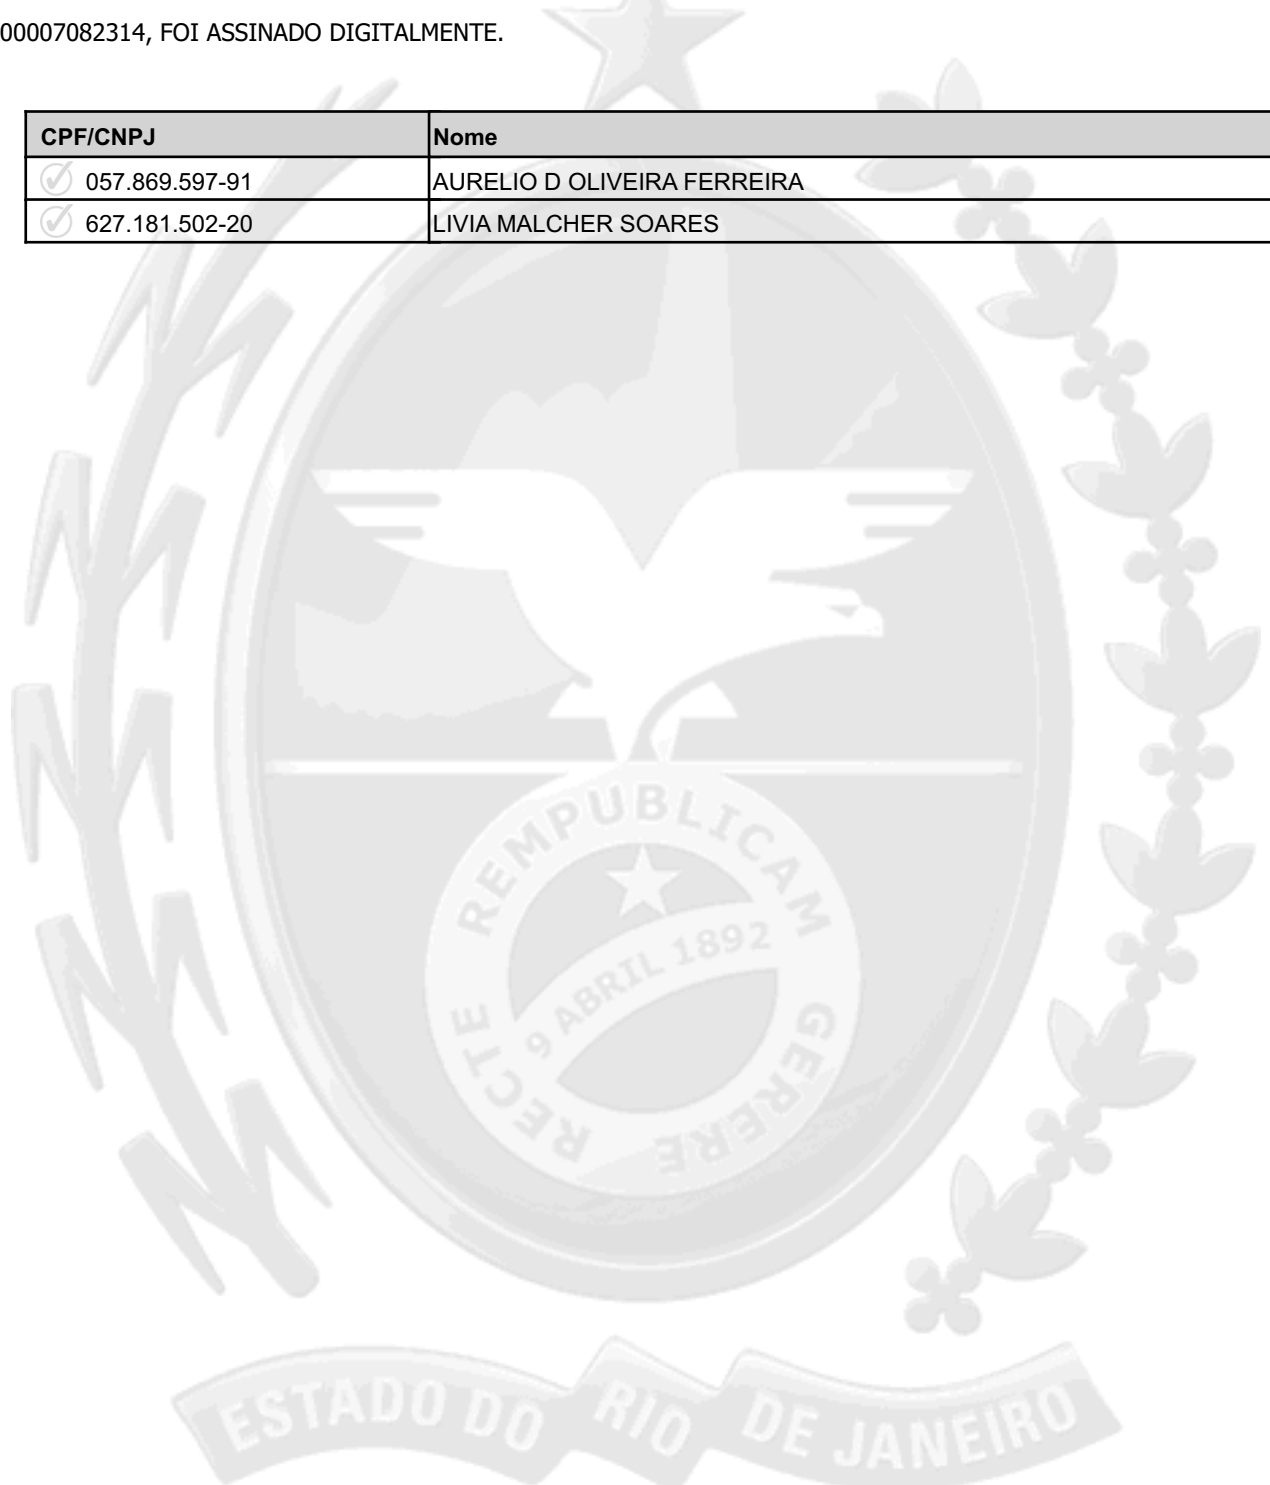 00007082314, FOI ASSINADO DIGITALMENTE.
CPF/CNPJ Nome
057.869.597-91 AURELIO D OLIVEIRA FERREIRA
627.181.502-20 LIVIA MALCHER SOARES
RECTE REMPUBLICAM GERERE
9 ABRIL 1892
ESTADO DO RIO DE JANEIRO